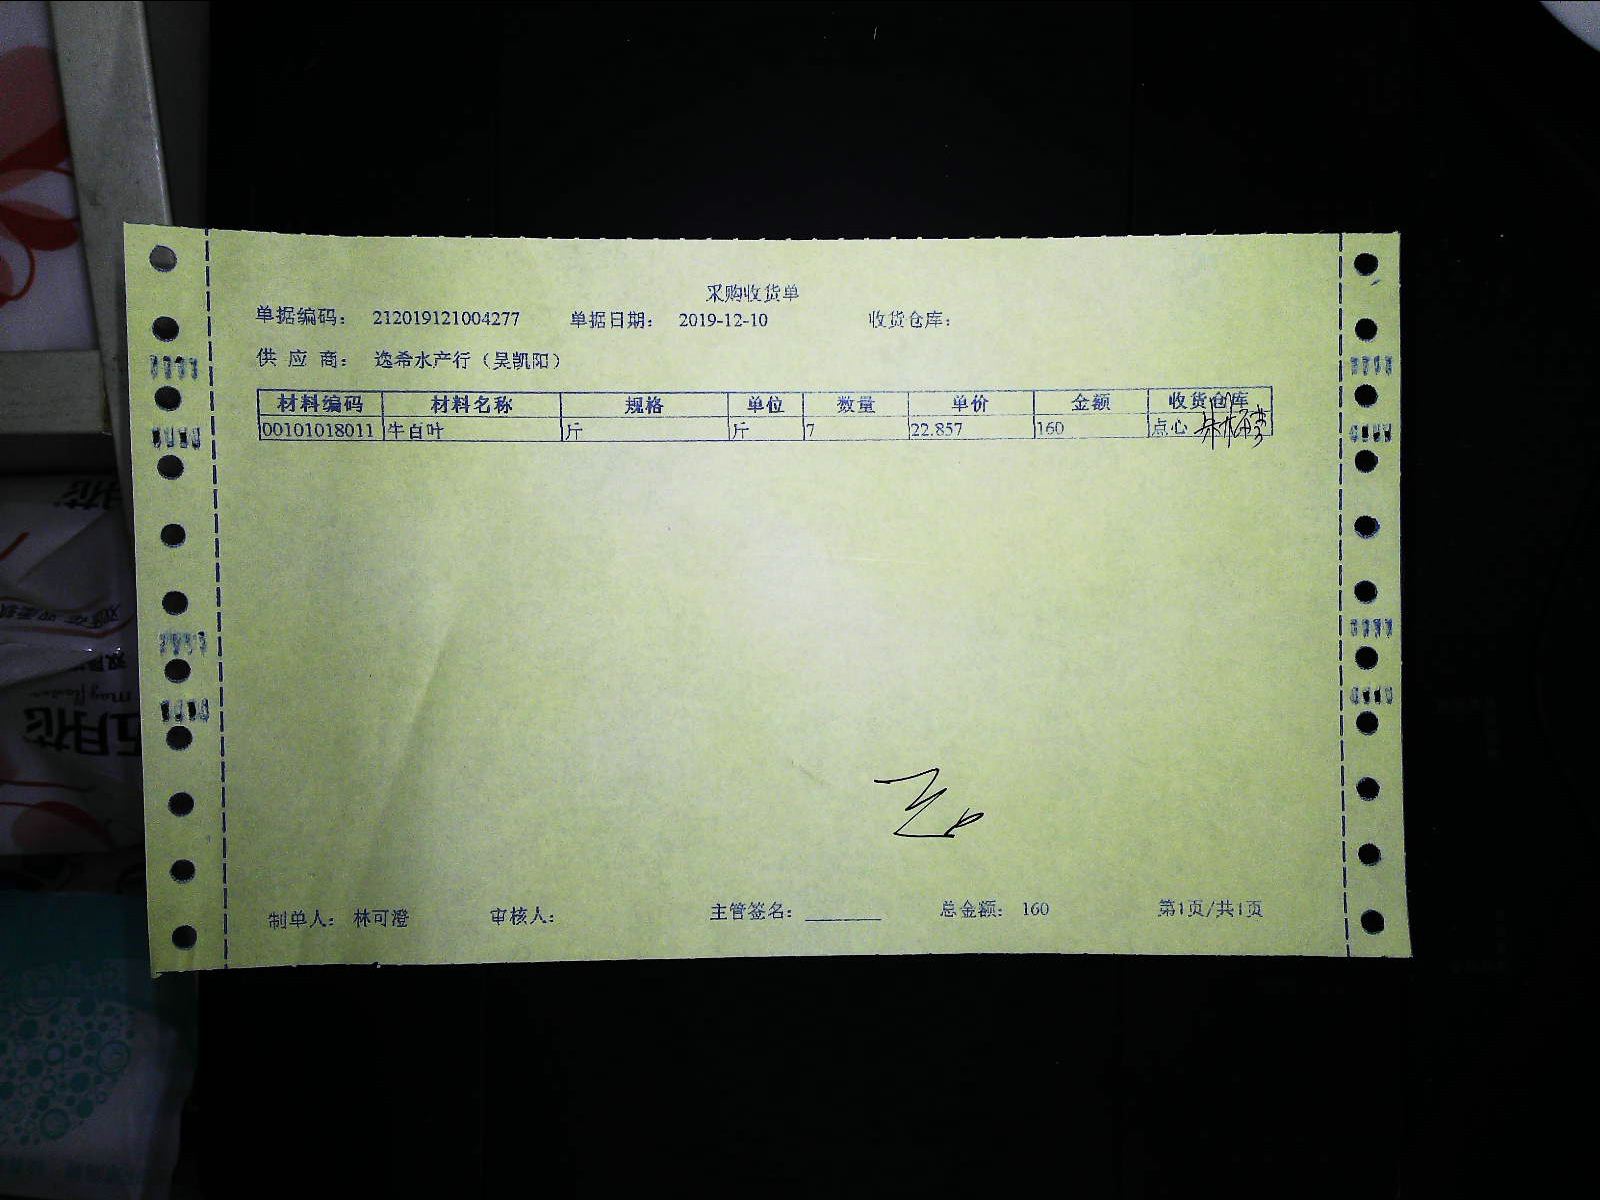 采购收货单
单据编码： 212019121004277 单据日期： 2019-12-10 收货仓库：
供 应 商： 逸希水产行（吴凯阳）
材料编码 材料名称 规格 单位 数量 单价 金额 收货仓库
00101018011 牛白叶 斤 斤 7 22.857 160 点心
制单人： 林可澄 审核人： 主管签名： 总金额： 160 第1页/共1页
五月花